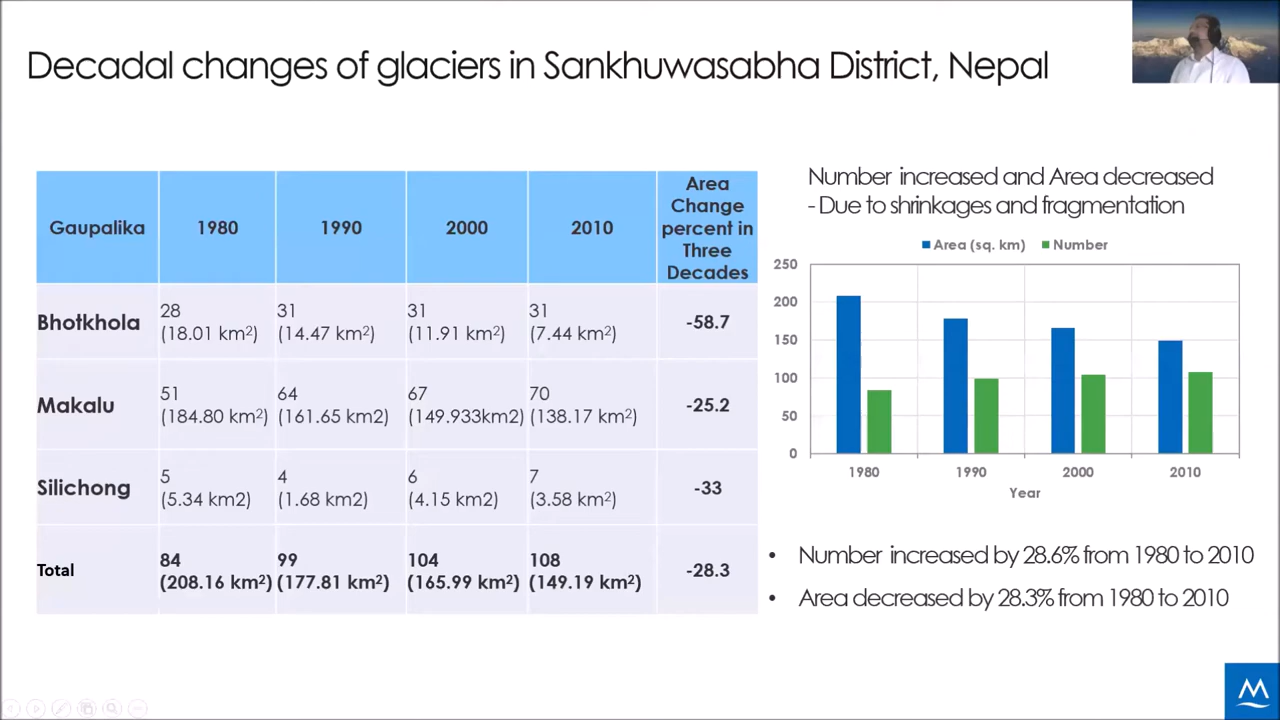 Decadal changes of glaciers in Sankhuwasabha District, Nepal
Gaupalika
1980
1990
2000
2010
Area
Change
percent in
Three
Decades
Bhotkhola
28
(18.01 km²)
31
(14.47 km²)
31
(11.91 km²)
31
(7.44 km²)
-58.7
Makalu
51
(184.80 km²)
64
(161.65 km2)
67
(149.933km2)
70
(138.17 km²)
-25.2
Silichong
5
(5.34 km2)
4
(1.68 km2)
6
(4.15 km2)
7
(3.58 km²)
-33
Total
84
(208.16 km²)
99
(177.81 km²)
104
(165.99 km²)
108
(149.19 km²)
-28.3
Number increased and Area decreased
- Due to shrinkages and fragmentation
Area (sq. km)
Number
250
200
150
100
50
0
1980
1990
2000
2010
Year
• Number increased by 28.6% from 1980 to 2010
• Area decreased by 28.3% from 1980 to 2010